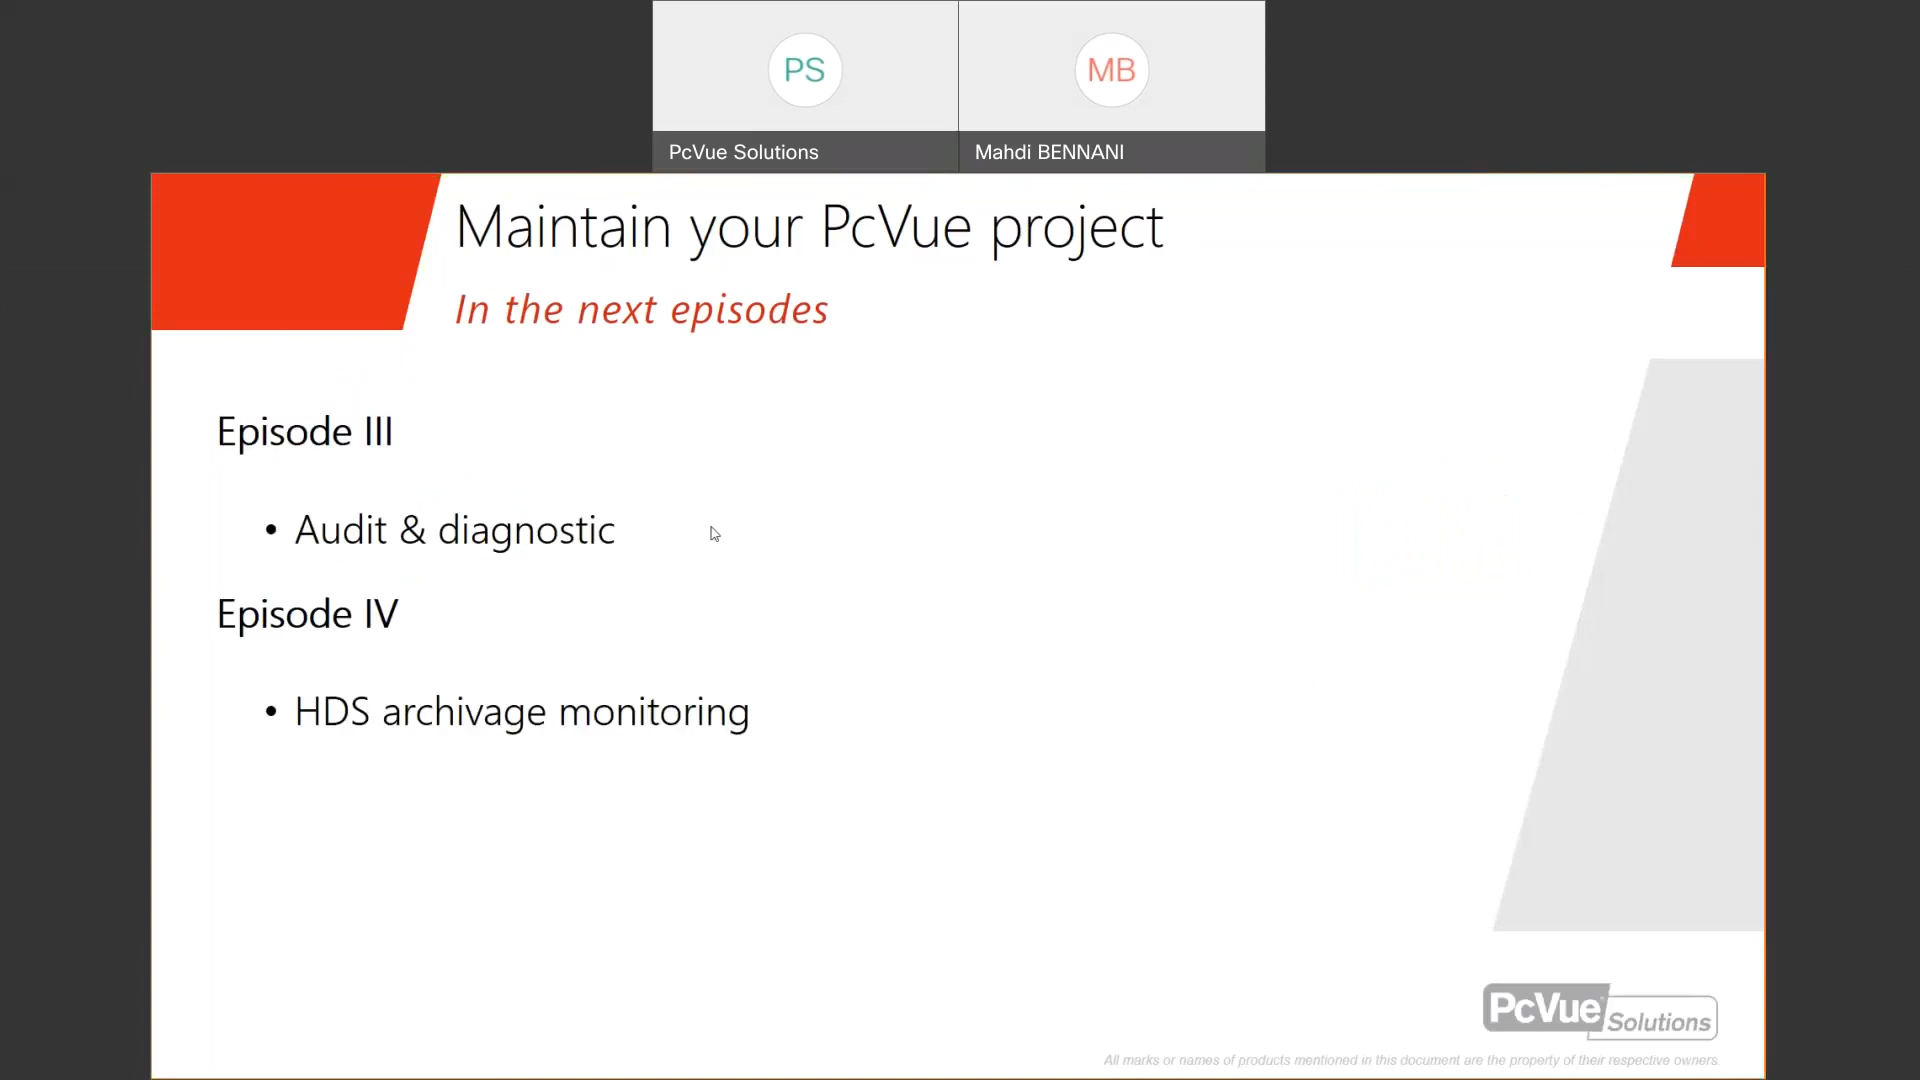 PS
MB
PcVue Solutions
Mahdi BENNANI
Maintain your PcVue project
In the next episodes
Episode III
• Audit & diagnostic
Episode IV
• HDS archivage monitoring
PcVue Solutions
All marks or names of products mentioned in this document are the property of their respective owners.